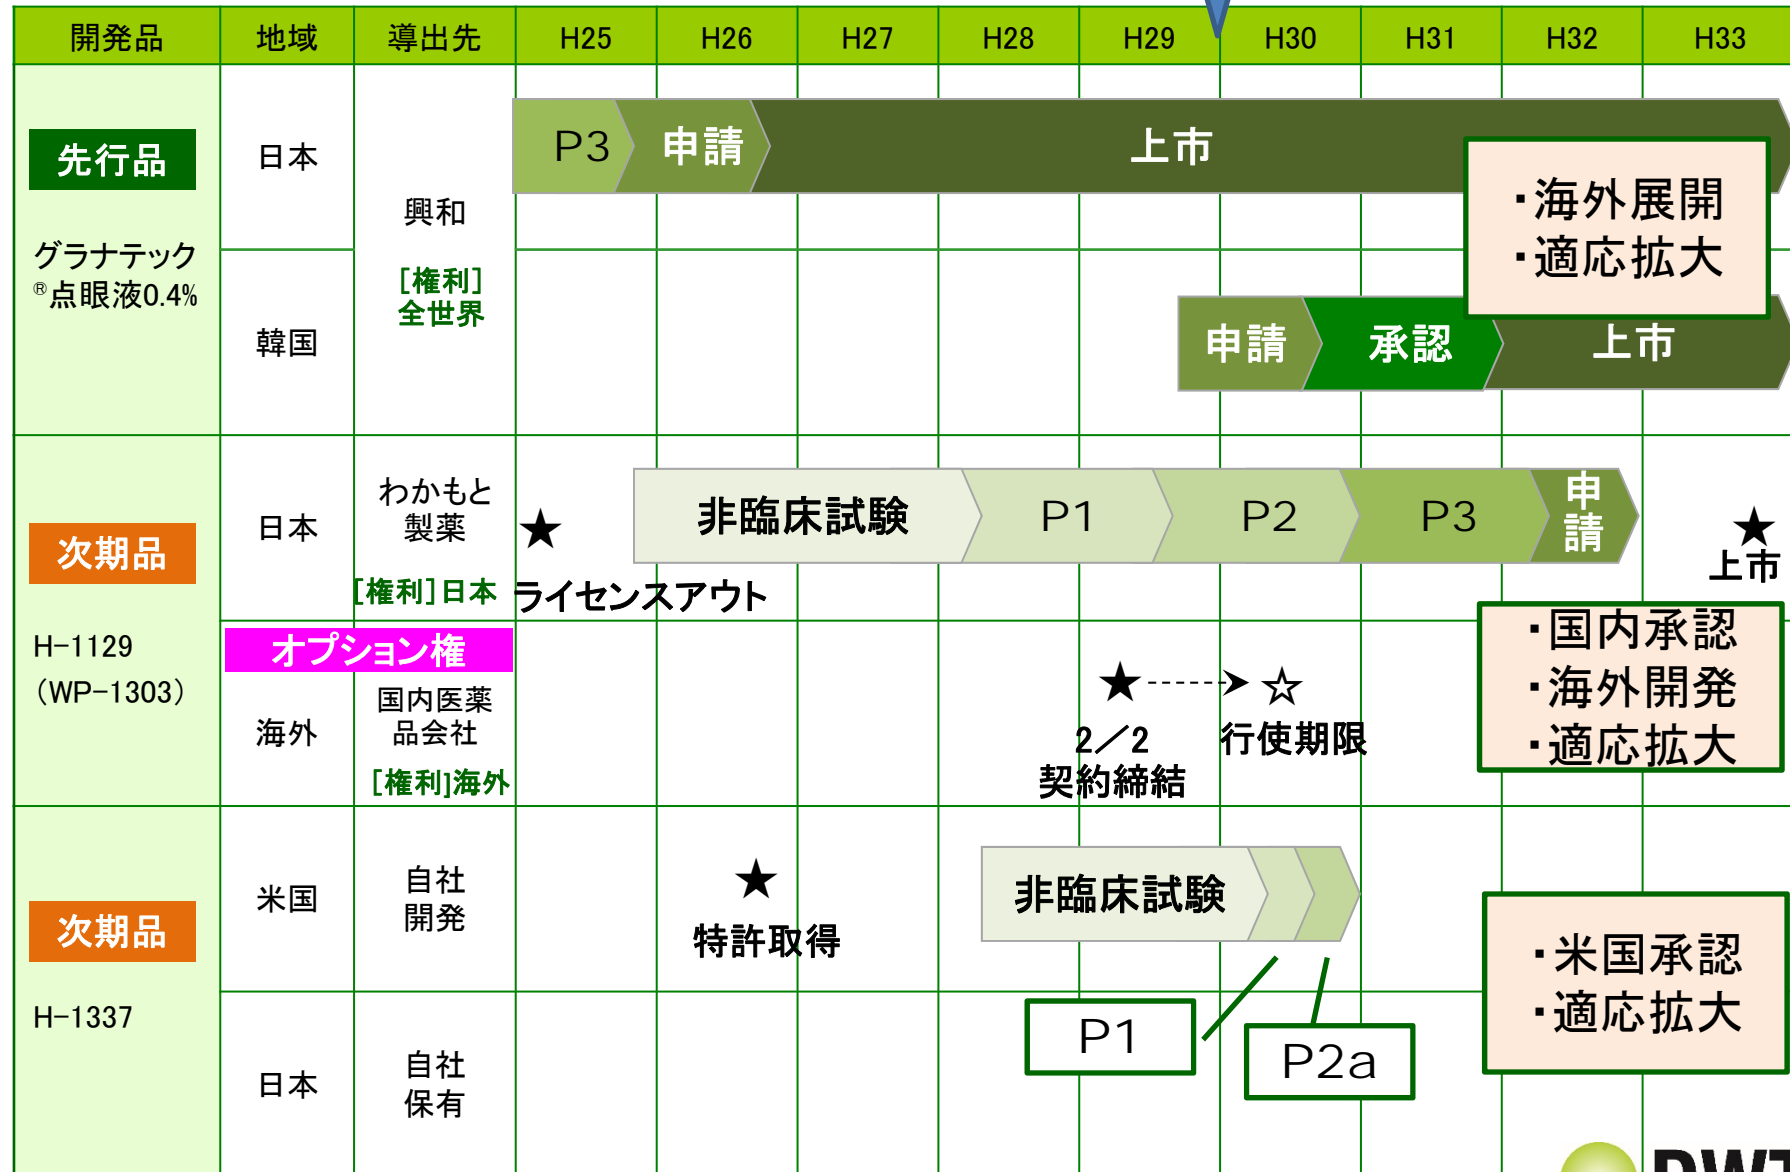 開発品 地域 導出先 H25 H26 H27 H28 H29 H30 H31 H32 H33
先行品
グラナテック
®点眼液0.4%
日本
韓国
興和
［権利］
全世界
P3 申請 上市
申請 承認 上市
・海外展開
・適応拡大
次期品
H-1129
（WP-1303）
日本
わかもと
製薬
［権利］日本
★
ライセンスアウト
非臨床試験 P1 P2 P3
申
請
★
上市
オプション権
海外
国内医薬
品会社
［権利］海外
★ ☆
2／2
契約締結
行使期限
・国内承認
・海外開発
・適応拡大
次期品
H-1337
米国
自社
開発
★
特許取得
非臨床試験
P1
P2a
日本
自社
保有
・米国承認
・適応拡大
DWT